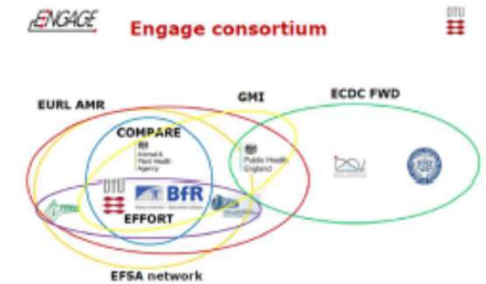 ENGAGE
Engage consortium
DTU
EURL AMR
GMI
ECDC FWD
COMPARE
Animal &
Plant Health
Agency
Public Health
England
DTU
BfR
EFFORT
EFSA network